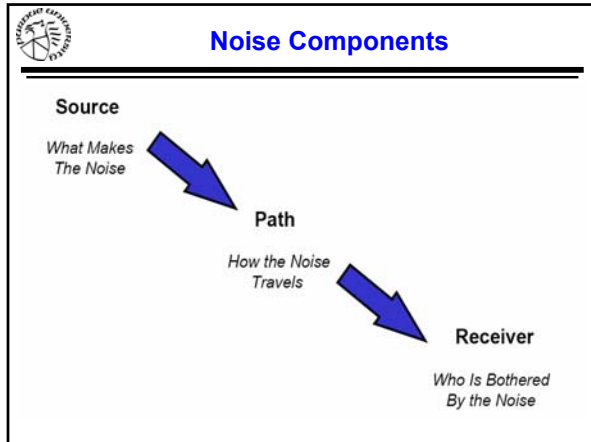 Noise Components
Source
What Makes
The Noise
Path
How the Noise
Travels
Receiver
Who Is Bothered
By the Noise